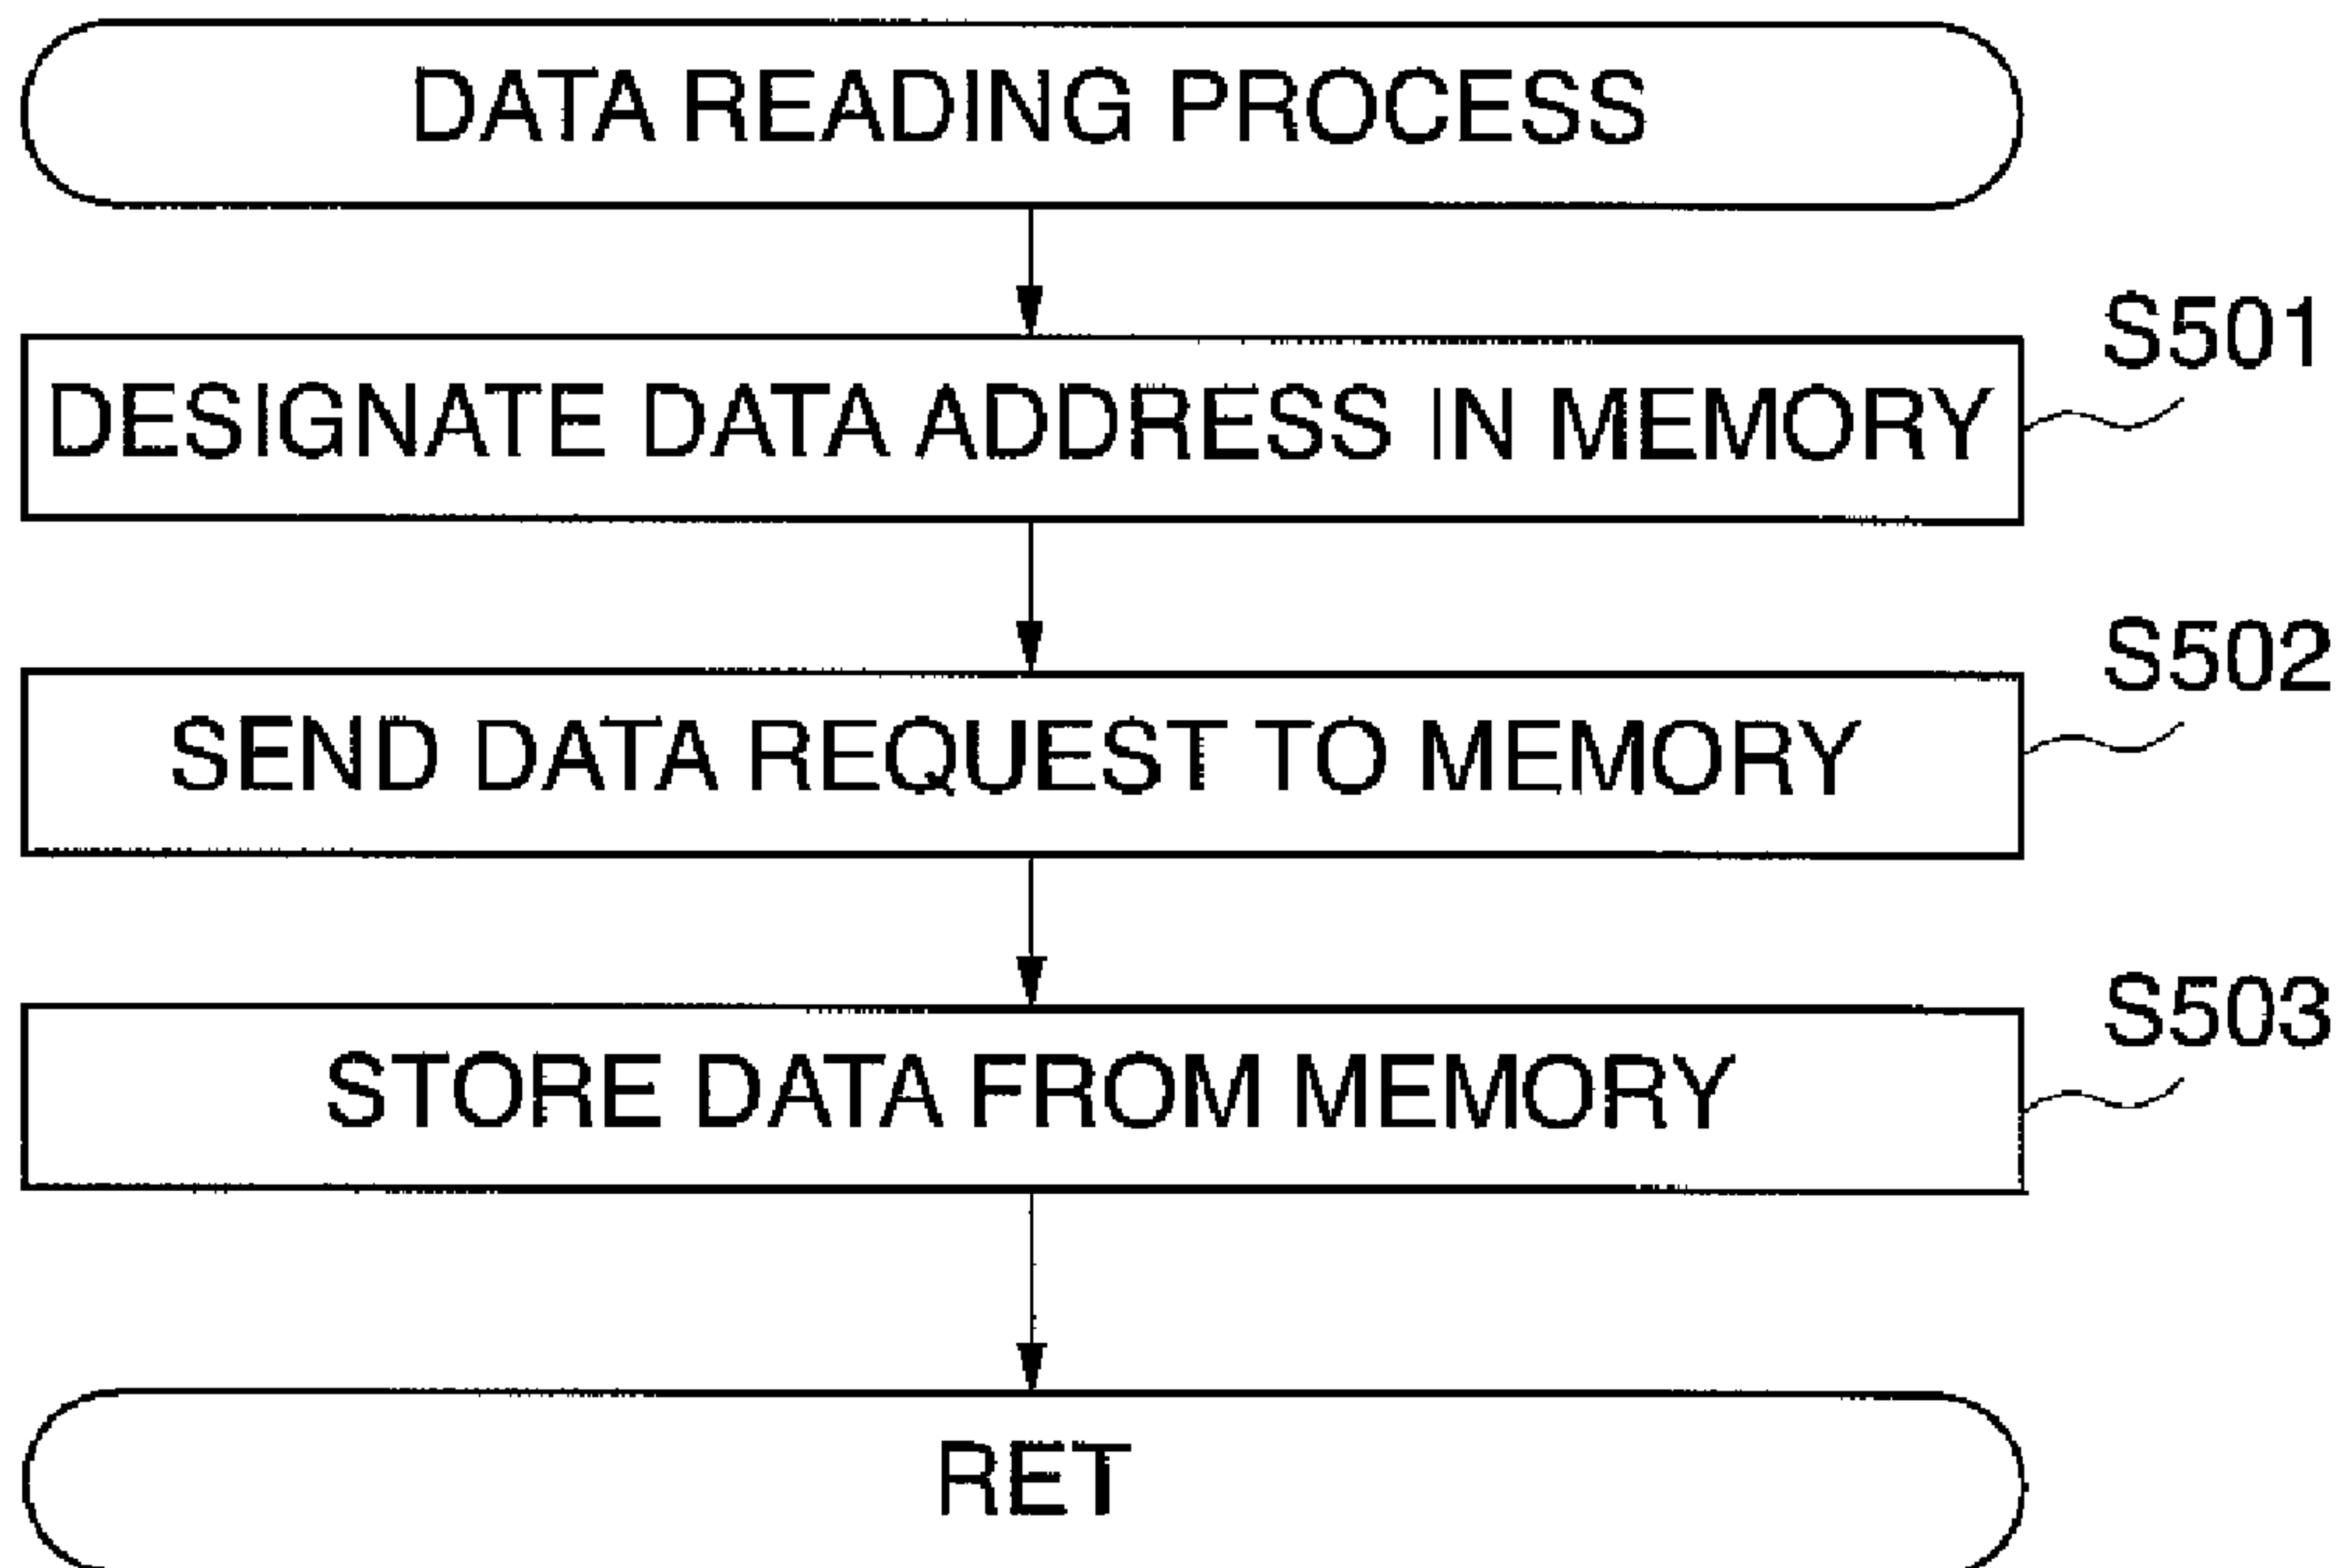 DATA READING PROCESS
S501
DESIGNATE DATA ADDRESS IN MEMORY
S502
SEND DATA REQUEST TO MEMORY
S503
STORE DATA FROM MEMORY
RET